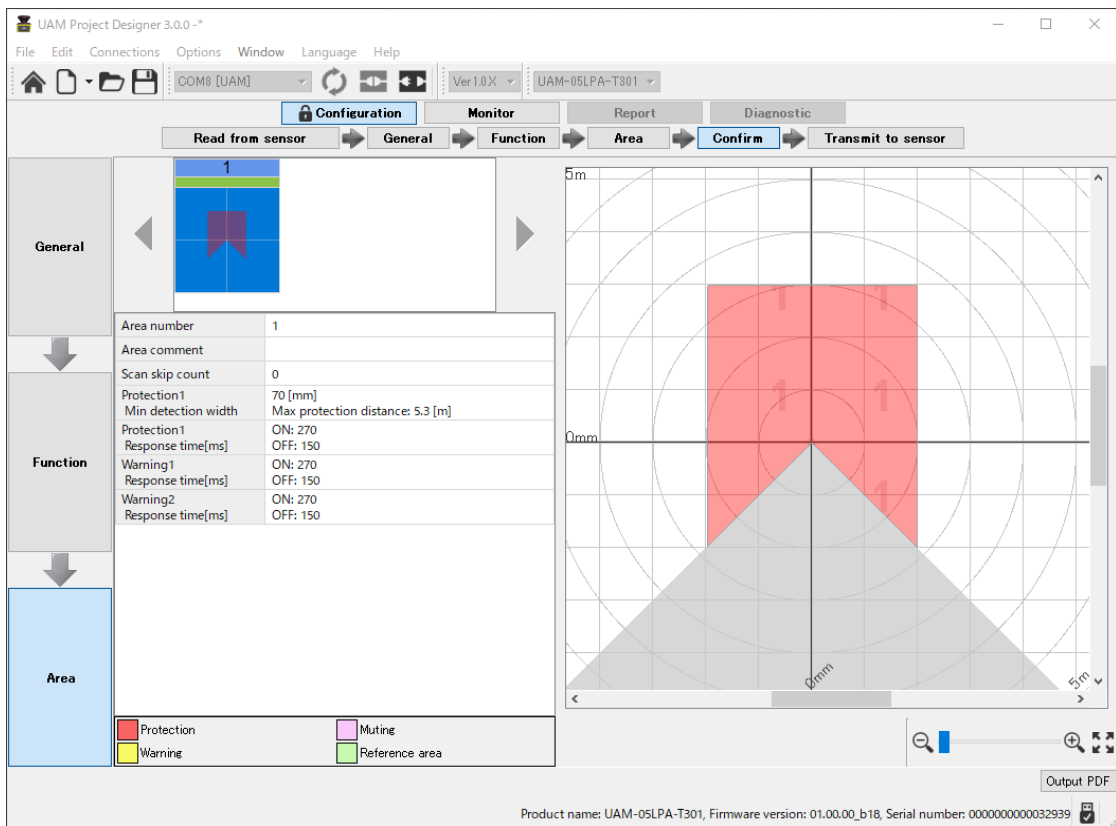 UAM Project Designer 3.0.0 -*
File Edit Connections Options Window Language Help
COM8 [UAM] Ver1.0X UAM-05LPA-T301
Configuration Monitor Report Diagnostic
Read from sensor General Function Area Confirm Transmit to sensor
General
Function
Area
1
Area number 1
Area comment
Scan skip count 0
Protection1 70 [mm]
Min detection width Max protection distance: 5.3 [m]
Protection1 ON: 270
Response time[ms] OFF: 150
Warning1 ON: 270
Response time[ms] OFF: 150
Warning2 ON: 270
Response time[ms] OFF: 150
Protection Muting
Warning Reference area
5m
1 1
1 1
0mm
1
0mm 5m
Output PDF
Product name: UAM-05LPA-T301, Firmware version: 01.00.00_b18, Serial number: 0000000000032939